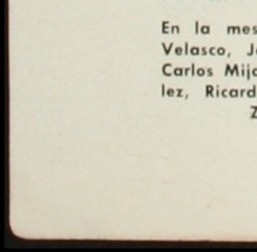 En la mes
Velasco, J
Carlos Mij
lez, Ricard
Z